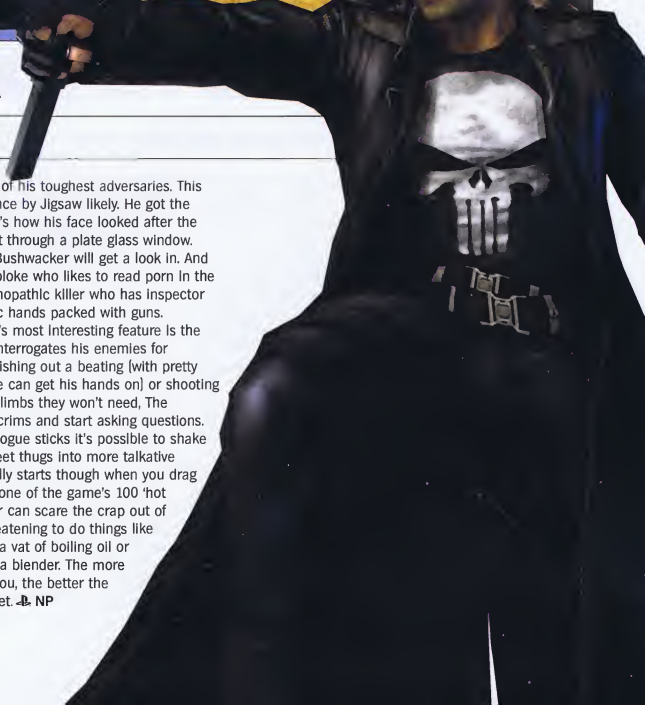 of his toughest adversaries. This
nce by Jigsaw likely. He got the
's how his face looked after the
t through a plate glass window.
Bushwacker will get a look in. And
bloke who likes to read porn in the
hopathic killer who has inspector
c hands packed with guns.
's most interesting feature is the
nterrogates his enemies for
ishing out a beating (with pretty
e can get his hands on) or shooting
limbs they won't need, The
crims and start asking questions.
ogue sticks it's possible to shake
eet thugs into more talkative
lly starts though when you drag
one of the game's 100 'hot
r can scare the crap out of
eatening to do things like
a vat of boiling oil or
a blender. The more
ou, the better the
et. NP